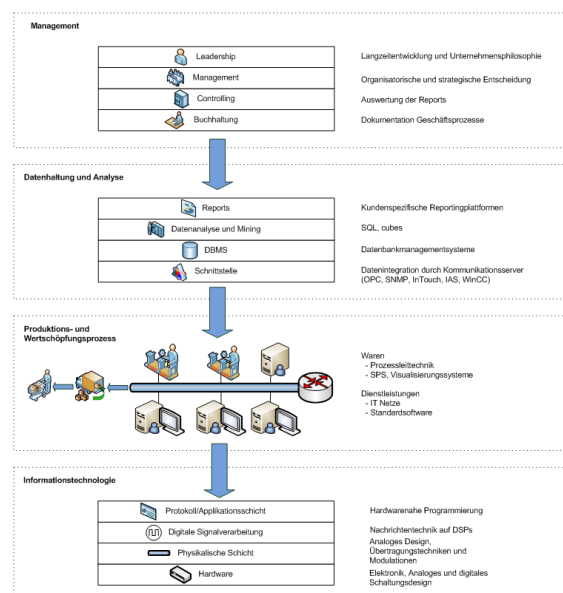 Management
Leadership
Langzeitentwicklung und Unternehmensphilosophie
Management
Organisatorische und strategische Entscheidung
Controlling
Auswertung der Reports
Buchhaltung
Dokumentation Geschäftsprozesse
Datenhaltung und Analyse
Reports
Kundenspezifische Reportingplattformen
Datenanalyse und Mining
SQL, cubes
DBMS
Datenbankmanagementsysteme
Schnittstelle
Datenintegration durch Kommunikationsserver
(OPC, SNMP, InTouch, IAS, WinCC)
Produktions- und
Wertschöpfungsprozess
Waren
- Prozessleittechnik
- SPS, Visualisierungssysteme
Dienstleistungen
- IT Netze
- Standardsoftware
Informationstechnologie
Protokoll/Applikationsschicht
Hardwarenahe Programmierung
Digitale Signalverarbeitung
Nachrichtentechnik auf DSPs
Physikalische Schicht
Analoges Design,
Übertragungstechniken und
Modulationen
Hardware
Elektronik, Analoges und digitales
Schaltungsdesign